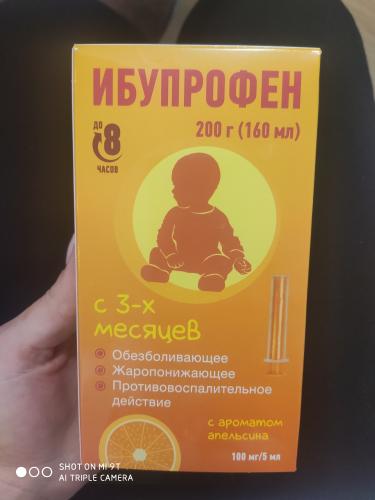 ИБУПРОФЕН
200 г (160 мл)
ДО
8
ЧАСОВ
с 3-х
месяцев
Обезболивающее
Жаропонижающее
Противовоспалительное
действие
с ароматом
апельсина
100 мг/5 мл
SHOT ON MI 9T
AI TRIPLE CAMERA